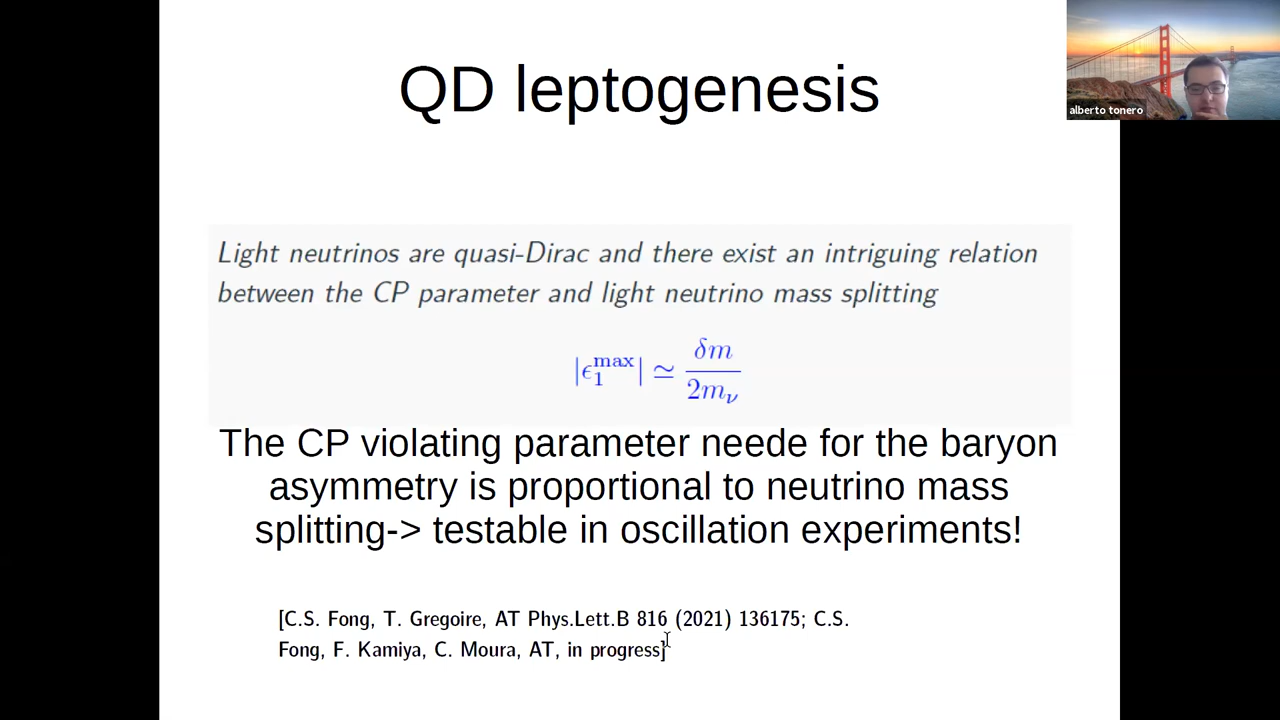 QD leptogenesis
alberto tonero
Light neutrinos are quasi-Dirac and there exist an intriguing relation
between the CP parameter and light neutrino mass splitting
|ϵ₁ᵐᵃˣ| ≃ δm / 2mᵥ
The CP violating parameter neede for the baryon
asymmetry is proportional to neutrino mass
splitting-> testable in oscillation experiments!
[C.S. Fong, T. Gregoire, AT Phys.Lett.B 816 (2021) 136175; C.S.
Fong, F. Kamiya, C. Moura, AT, in progress]